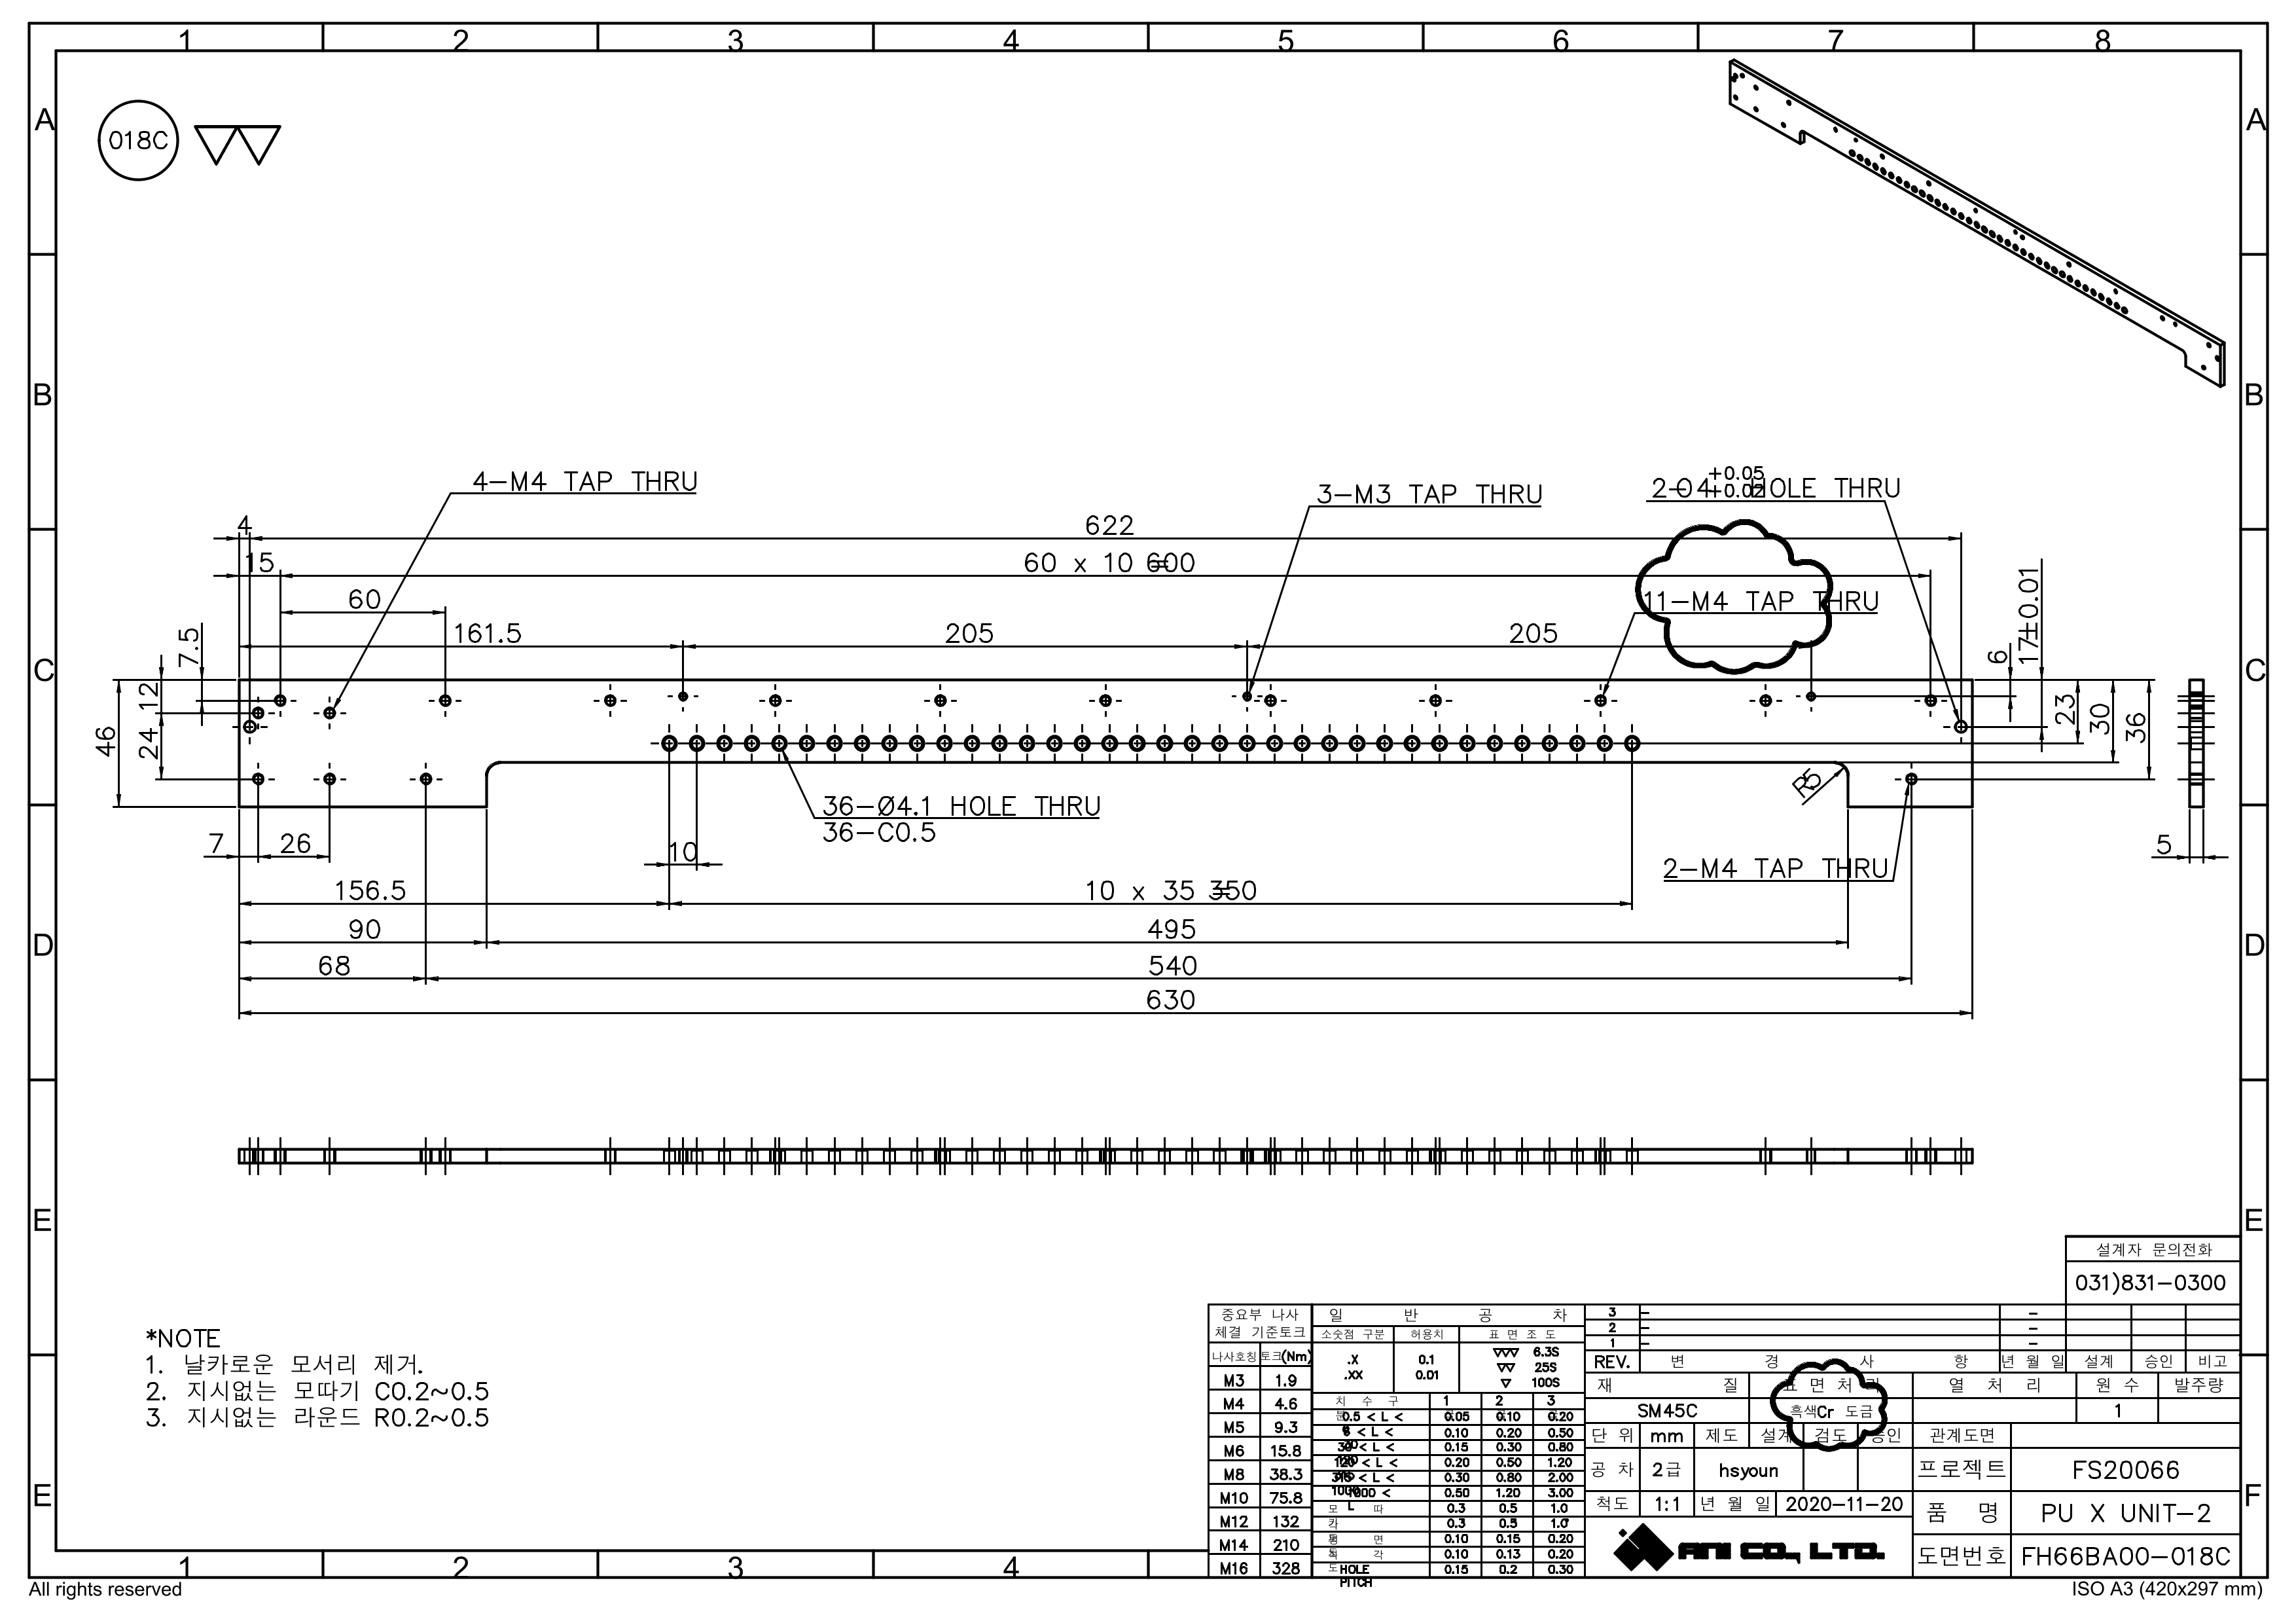 1 2 3 4 5 6 7 8
A A
B B
C C
D D
E E
E F
018C
4-M4 TAP THRU
3-M3 TAP THRU
2-Ø4 +0.05 +0.02 HOLE THRU
4 622
15 60 x 10 =600
60
11-M4 TAP THRU
161.5 205 205
7.5
12
24
46
6
17±0.01
23
30
36
R5
36-Ø4.1 HOLE THRU
36-C0.5
7 26
10
2-M4 TAP THRU
5
156.5 10 x 35 =350
90 495
68 540
630
*NOTE
1. 날카로운 모서리 제거.
2. 지시없는 모따기 C0.2~0.5
3. 지시없는 라운드 R0.2~0.5
설계자 문의전화
031)831-0300
중요부 나사
체결 기준토크
나사호칭 토크(Nm)
M3 1.9
M4 4.6
M5 9.3
M6 15.8
M8 38.3
M10 75.8
M12 132
M14 210
M16 328
일 반 공 차
소숫점 구분 허용치 표 면 조 도
.X 0.1 6.3S
.XX 0.01 25S
100S
치 수 구 분 1 2 3
0.5 < L < 6 0.05 0.10 0.20
6 < L < 0.10 0.20 0.50
30 < L < 0.15 0.30 0.80
120 < L < 0.20 0.50 1.20
315 < L < 1000 0.30 0.80 2.00
1000 < L 0.50 1.20 3.00
모 따 0.3 0.5 1.0
0.3 0.5 1.0
면 0.10 0.15 0.20
각 0.10 0.13 0.20
HOLE PITCH 0.15 0.2 0.30
3 - -
2 - -
1 - -
REV. 변 경 사 항 년 월 일 설계 승인 비고
재 질 표 면 처 리 열 처 리 원 수 발주량
SM45C 흑색Cr 도금 1
단 위 mm 제도 설계 검도 승인 관계도면
공 차 2급 hsyoun 프로젝트 FS20066
척도 1:1 년 월 일 2020-11-20 품 명 PU X UNIT-2
ANI CO., LTD. 도면번호 FH66BA00-018C
1 2 3 4
All rights reserved
ISO A3 (420x297 mm)